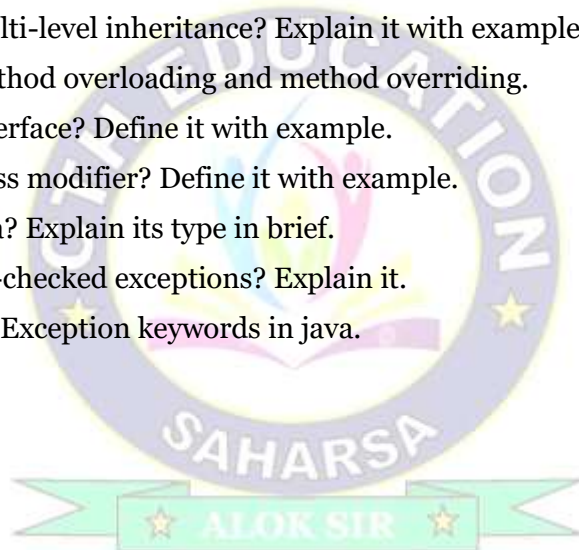 lti-level inheritance? Explain it with example
thod overloading and method overriding.
erface? Define it with example.
ss modifier? Define it with example.
? Explain its type in brief.
-checked exceptions? Explain it.
Exception keywords in java.
GTH EDUCATION
SAHARSA
ALOK SIR